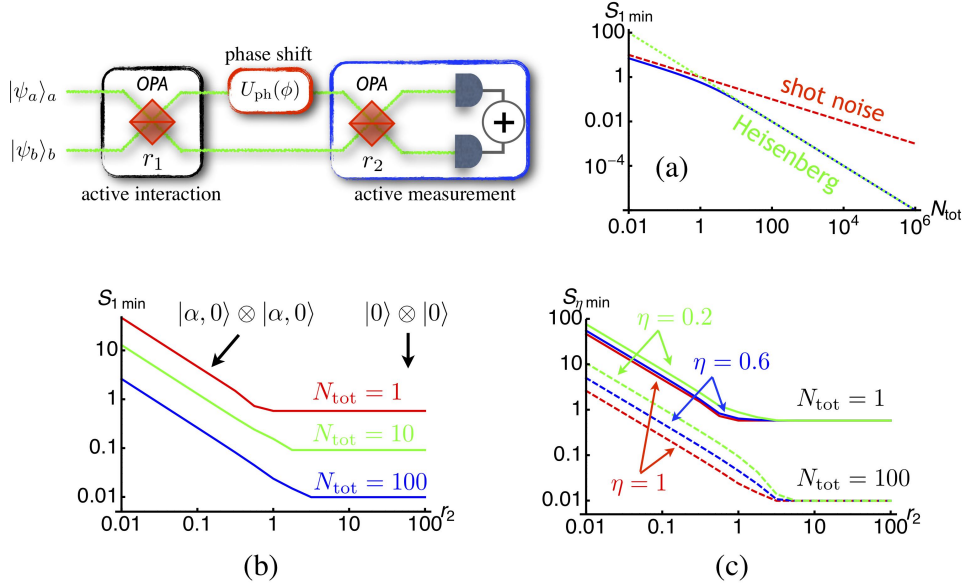 phase shift
OPA
OPA
|ψa⟩a
Uph(ϕ)
+
|ψb⟩b
r1
r2
active interaction
active measurement
S1 min
100
1
0.01
10−4
shot noise
Heisenberg
(a)
0.01
1
100
10^4
10^6
Ntot
S1 min
|α, 0⟩ ⊗ |α, 0⟩
|0⟩ ⊗ |0⟩
10
1
0.1
0.01
Ntot = 1
Ntot = 10
Ntot = 100
0.01
0.1
1
10
100
r2
(b)
Sη min
100
10
1
0.1
0.01
η = 0.2
η = 0.6
η = 1
Ntot = 1
Ntot = 100
0.01
0.1
1
10
100
r2
(c)